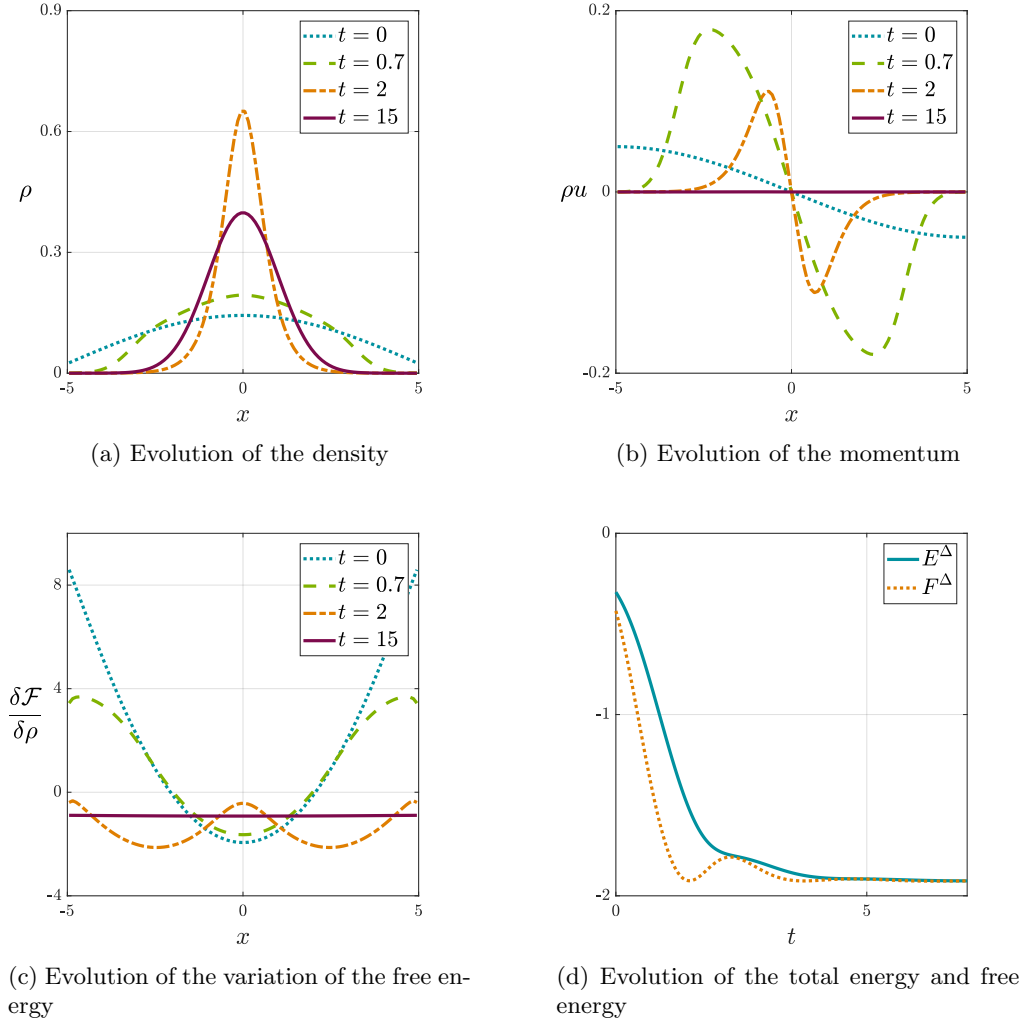 0.9
0.6
0.3
0
-5
0
5
ρ
x
t = 0
t = 0.7
t = 2
t = 15
(a) Evolution of the density
0.2
0
-0.2
-5
0
5
ρu
x
t = 0
t = 0.7
t = 2
t = 15
(b) Evolution of the momentum
8
4
0
-4
-5
0
5
δF
δρ
x
t = 0
t = 0.7
t = 2
t = 15
(c) Evolution of the variation of the free en-
ergy
0
-1
-2
0
5
t
E^Δ
F^Δ
(d) Evolution of the total energy and free
energy